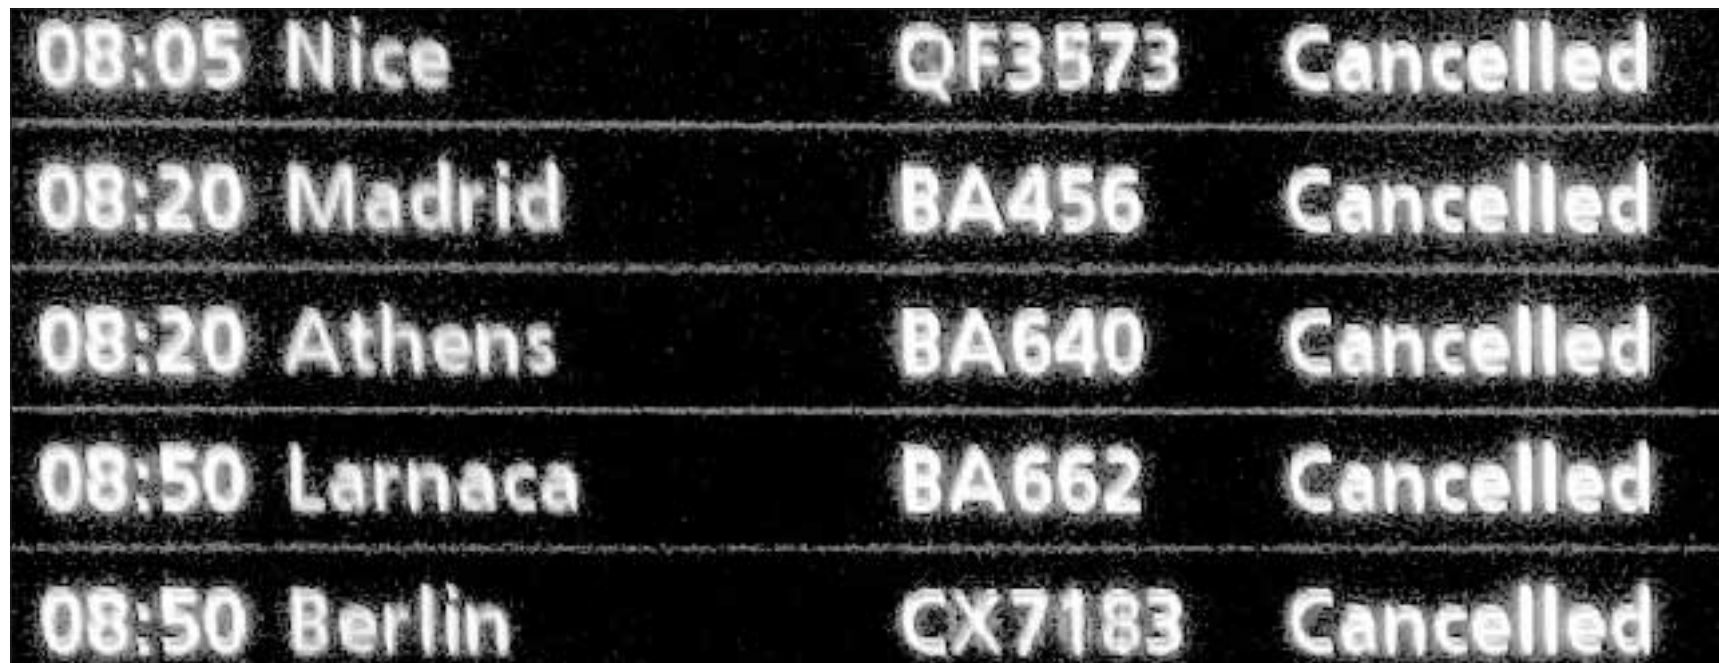 08:05 Nice QF3573 Cancelled
08:20 Madrid BA456 Cancelled
08:20 Athens BA640 Cancelled
08:50 Larnaca BA662 Cancelled
08:50 Berlin CX7183 Cancelled